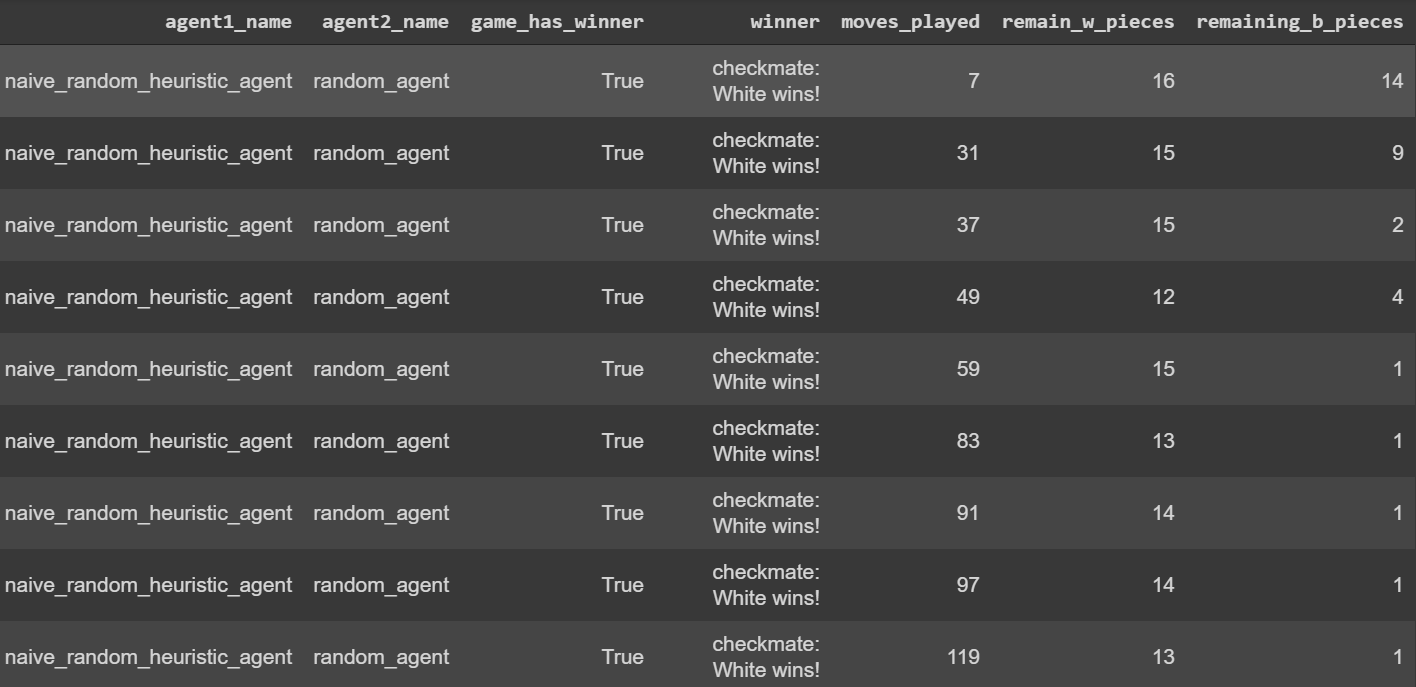 agent1_name agent2_name game_has_winner winner moves_played remain_w_pieces remaining_b_pieces
naive_random_heuristic_agent random_agent True checkmate: White wins! 7 16 14
naive_random_heuristic_agent random_agent True checkmate: White wins! 31 15 9
naive_random_heuristic_agent random_agent True checkmate: White wins! 37 15 2
naive_random_heuristic_agent random_agent True checkmate: White wins! 49 12 4
naive_random_heuristic_agent random_agent True checkmate: White wins! 59 15 1
naive_random_heuristic_agent random_agent True checkmate: White wins! 83 13 1
naive_random_heuristic_agent random_agent True checkmate: White wins! 91 14 1
naive_random_heuristic_agent random_agent True checkmate: White wins! 97 14 1
naive_random_heuristic_agent random_agent True checkmate: White wins! 119 13 1